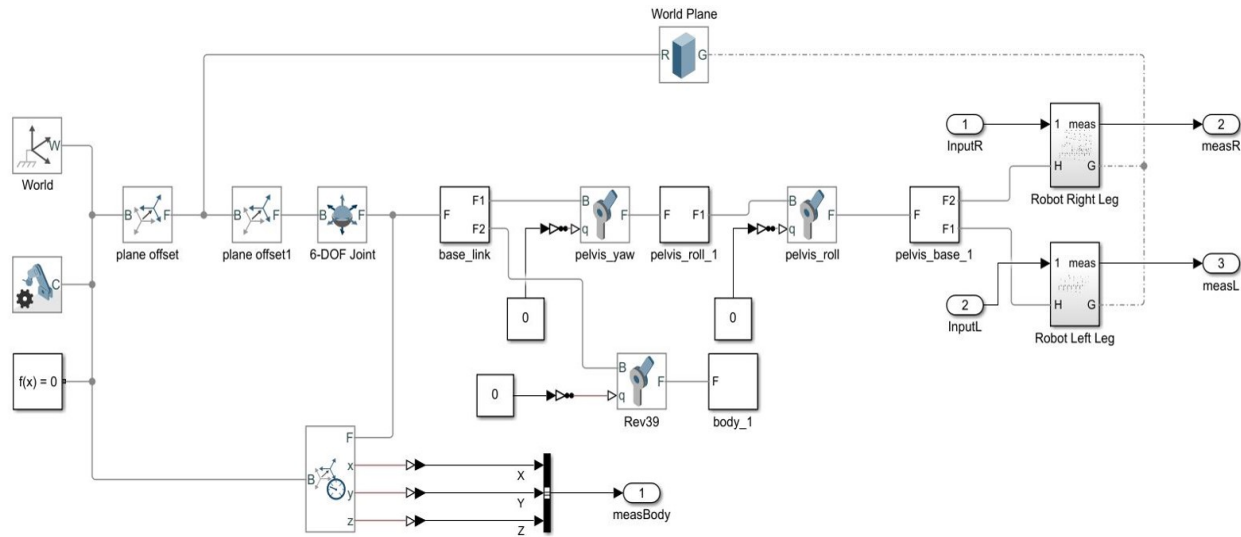 World Plane
R G
W
World
B F
plane offset
B F
plane offset1
B F
6-DOF Joint
C
f(x) = 0
F F1
F2
base_link
B F
q
pelvis_yaw
0
F F1
pelvis_roll_1
B F
q
pelvis_roll
0
F F2
F1
pelvis_base_1
1
InputR
1 meas
H G
Robot Right Leg
2
measR
2
InputL
1 meas
H G
Robot Left Leg
3
measL
0
B F
q
Rev39
F
body_1
F
B x
y
z
X
Y
Z
1
measBody